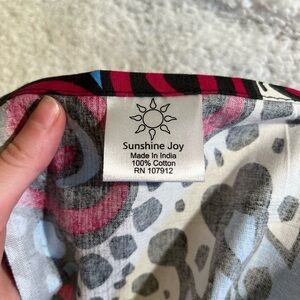 Sunshine Joy
Made In India
100% Cotton
RN 107912